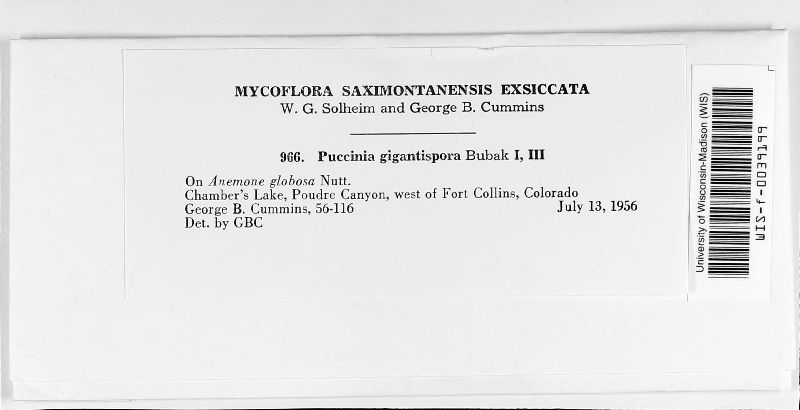 MYCOFLORA SAXIMONTANENSIS EXSICCATA
W. G. Solheim and George B. Cummins
966. Puccinia gigantispora Bubak I, III
On Anemone globosa Nutt.
Chamber's Lake, Poudre Canyon, west of Fort Collins, Colorado
George B. Cummins, 56-116 July 13, 1956
Det. by GBC
University of Wisconsin-Madison (WIS)